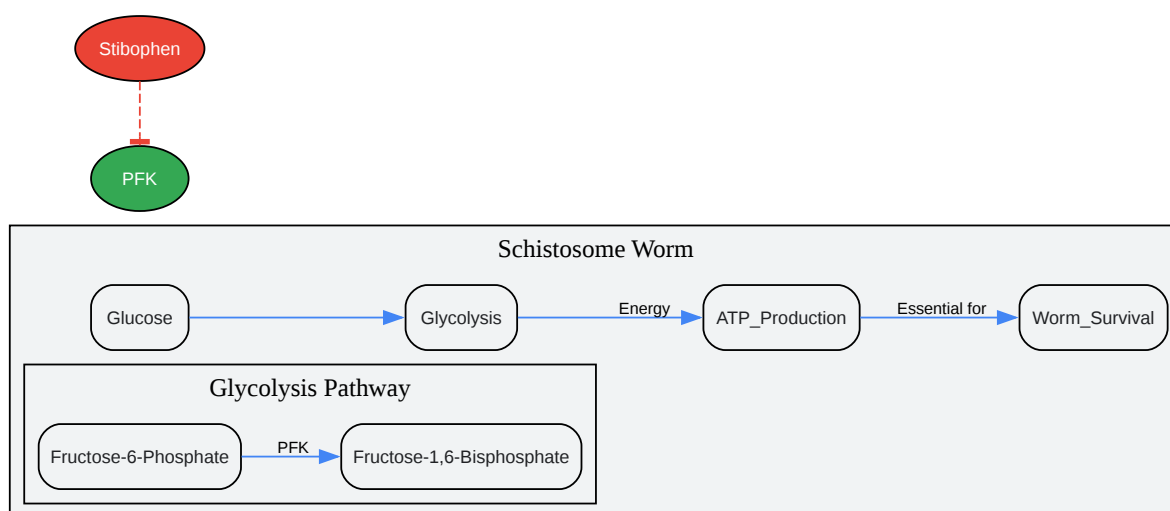 Stibophen
PFK
Schistosome Worm
Glucose
Glycolysis
Energy
ATP_Production
Essential for
Worm_Survival
Glycolysis Pathway
Fructose-6-Phosphate
PFK
Fructose-1,6-Bisphosphate